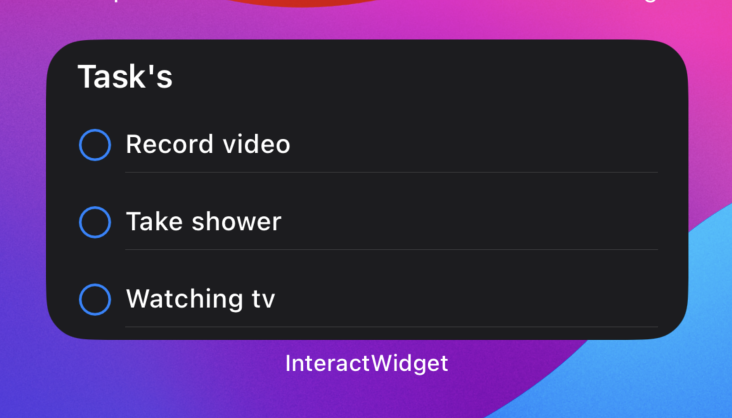 Task's
Record video
Take shower
Watching tv
InteractWidget